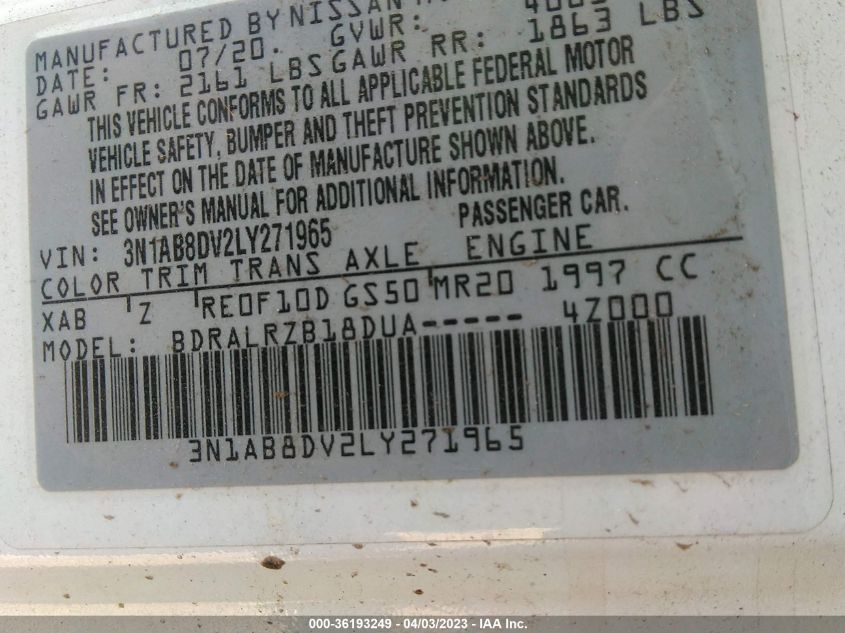 MANUFACTURED BY NISSAN
DATE: 07/20. GVWR:
GAWR FR: 2161 LBS GAWR RR: 1863 LBS
THIS VEHICLE CONFORMS TO ALL APPLICABLE FEDERAL MOTOR
VEHICLE SAFETY, BUMPER AND THEFT PREVENTION STANDARDS
IN EFFECT ON THE DATE OF MANUFACTURE SHOWN ABOVE.
SEE OWNER'S MANUAL FOR ADDITIONAL INFORMATION.
VIN: 3N1AB8DV2LY271965 PASSENGER CAR.
COLOR TRIM TRANS AXLE ENGINE
XAB Z RE0F10D GS50 MR20 1997 CC
MODEL: BDRALRZB18DUA----- 4Z000
3N1AB8DV2LY271965
000-36193249 - 04/03/2023 - IAA Inc.